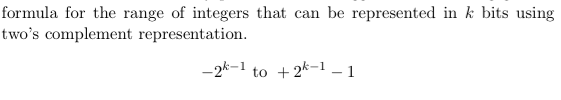 formula for the range of integers that can be represented in k bits using
two's complement representation.
−2^{k−1} to +2^{k−1} − 1